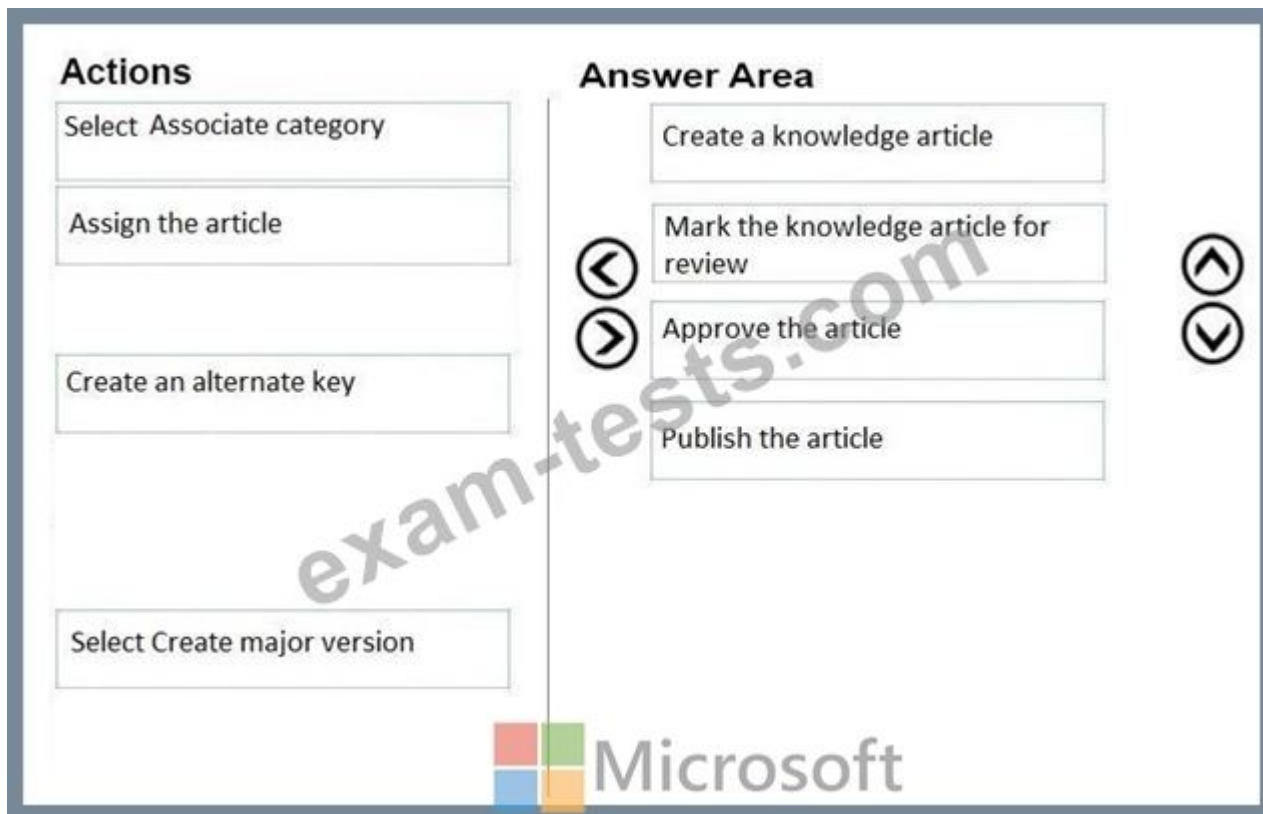 Actions
Select Associate category
Assign the article
Create an alternate key
Select Create major version
Answer Area
Create a knowledge article
Mark the knowledge article for
review
Approve the article
Publish the article
exam-tests.com
Microsoft